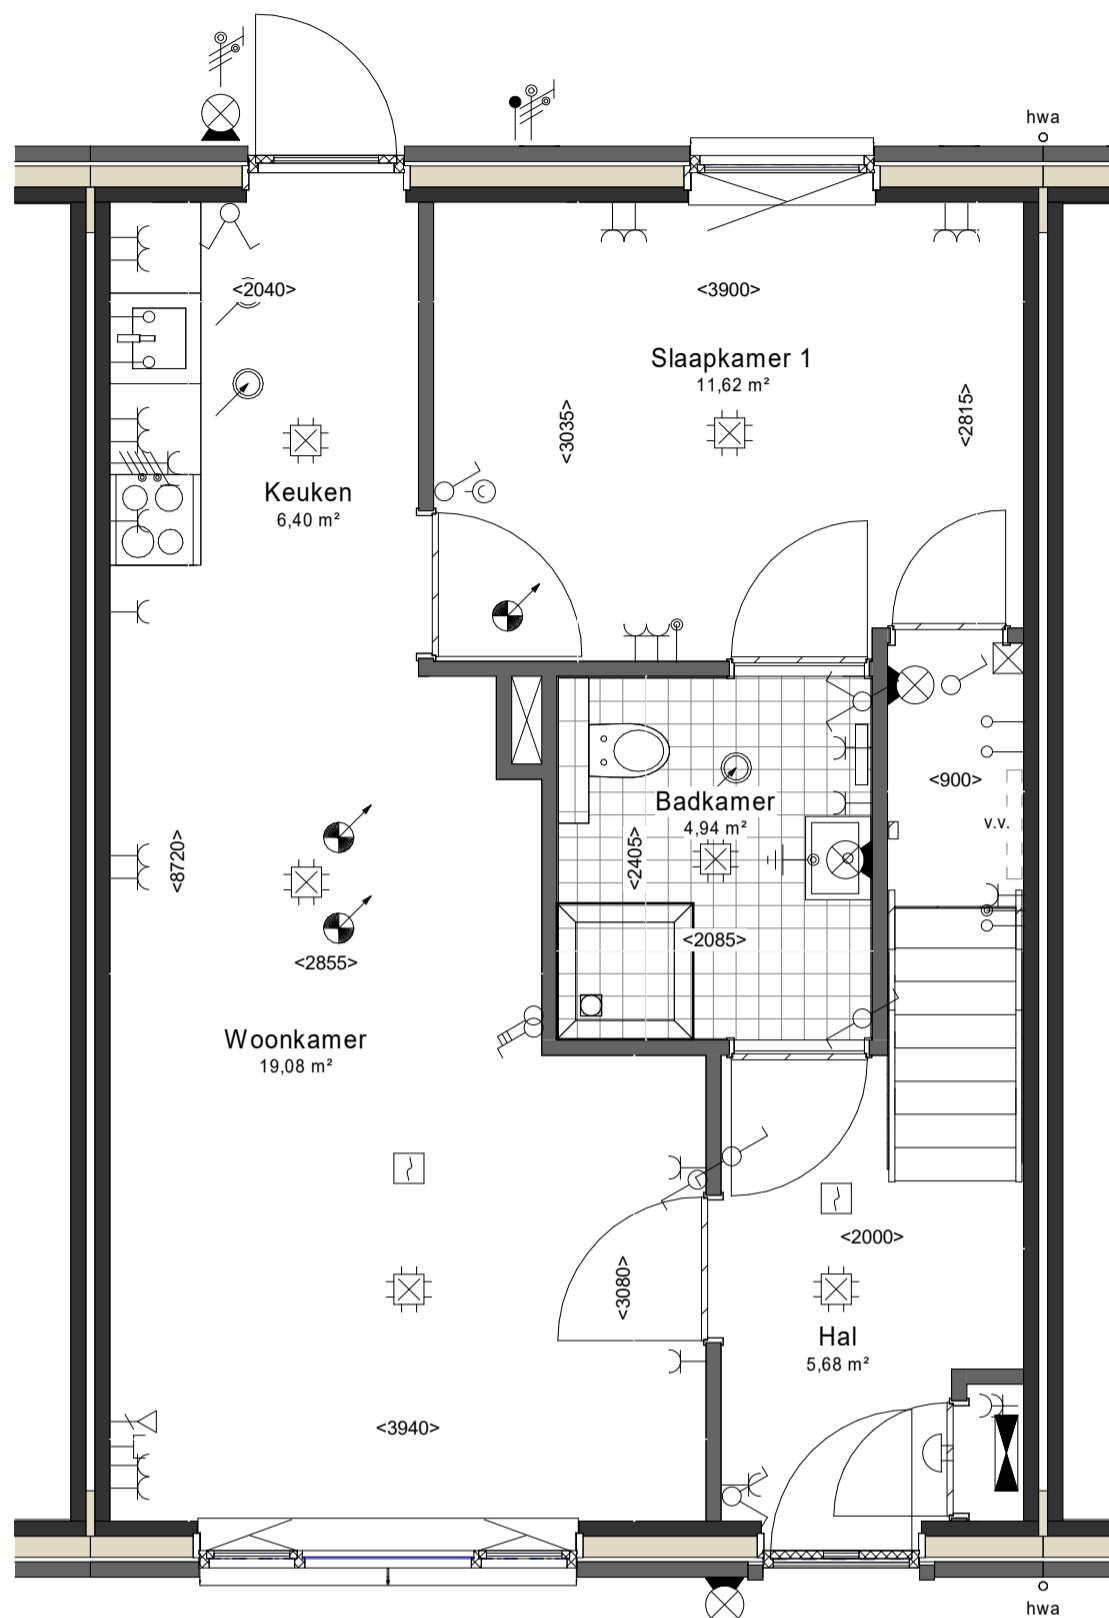 hwa
<2040>
<3900>
Slaapkamer 1
11,62 m²
<3035>
<2815>
Keuken
6,40 m²
<900>
Badkamer
4,94 m²
v.v.
<8720>
<2405>
<2085>
<2855>
Woonkamer
19,08 m²
<2000>
<3080>
Hal
5,68 m²
<3940>
hwa